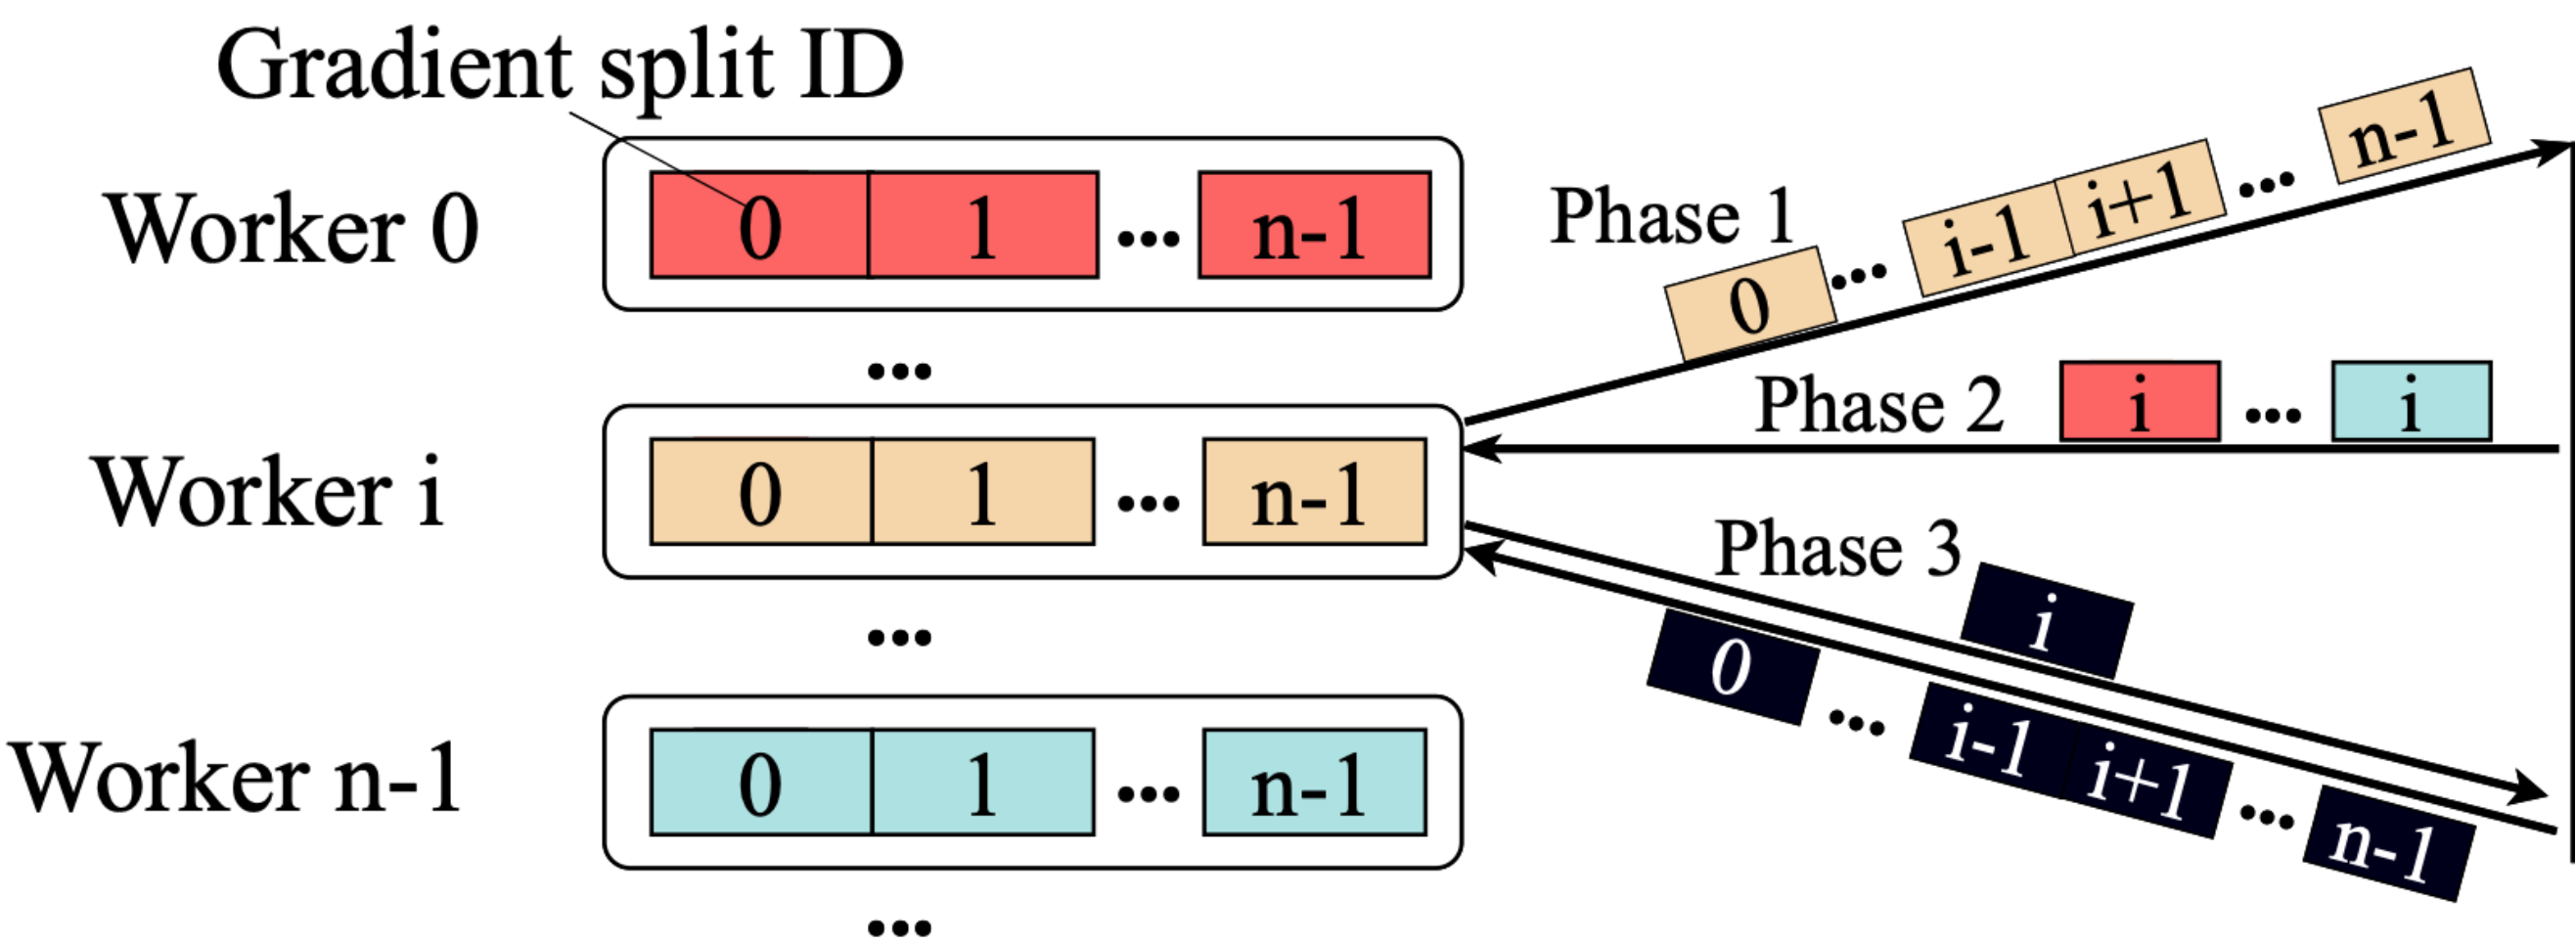 Gradient split ID
Worker 0
0 1 ... n-1
...
Worker i
0 1 ... n-1
...
Worker n-1
0 1 ... n-1
...
Phase 1
0 ... i-1 i+1 ... n-1
Phase 2 i ... i
Phase 3
i
0 ... i-1 i+1 ... n-1